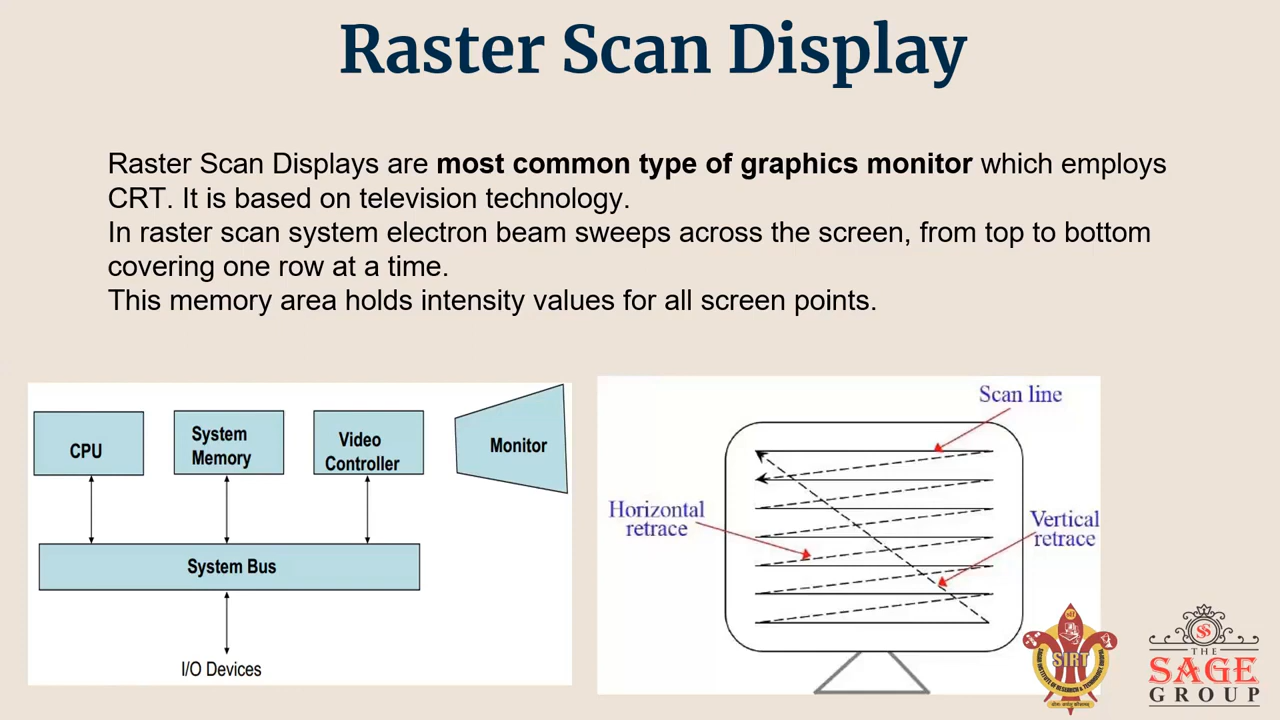 Raster Scan Display
Raster Scan Displays are most common type of graphics monitor which employs
CRT. It is based on television technology.
In raster scan system electron beam sweeps across the screen, from top to bottom
covering one row at a time.
This memory area holds intensity values for all screen points.
CPU
System
Memory
Video
Controller
Monitor
System Bus
I/O Devices
Scan line
Horizontal
retrace
Vertical
retrace
SIRT
SS
THE
SAGE
GROUP